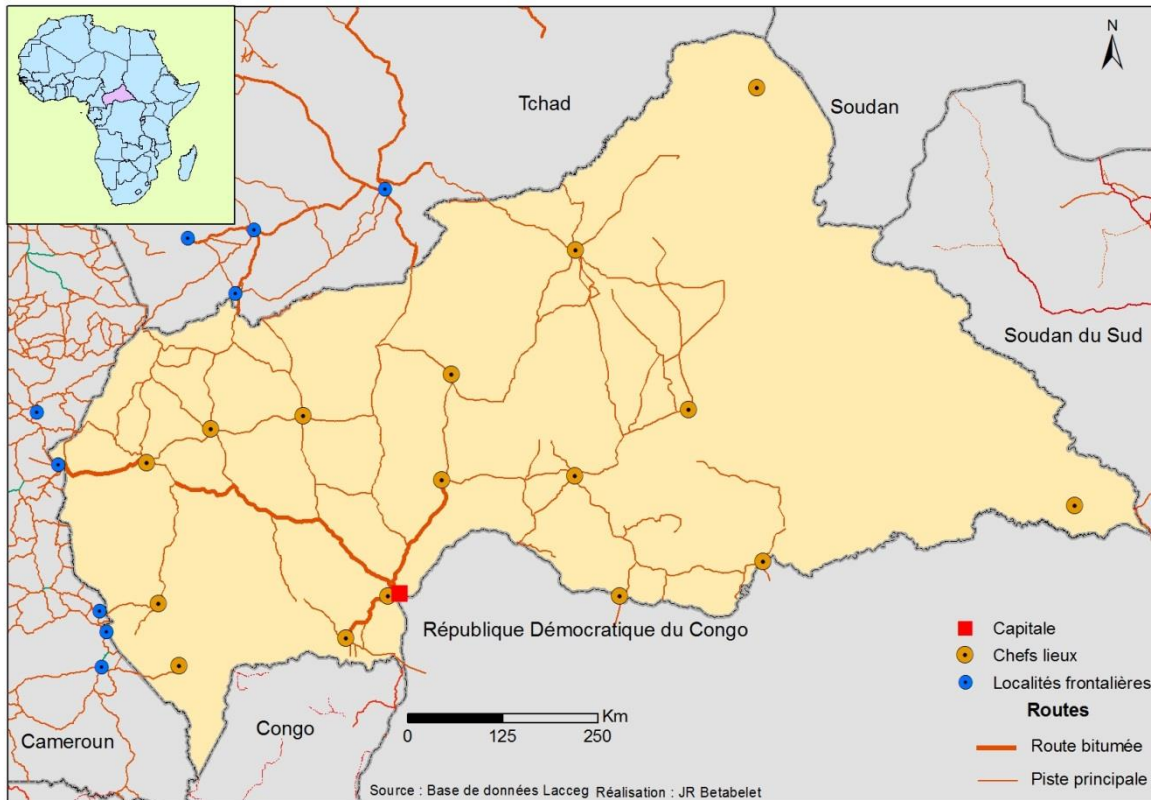 N
Tchad
Soudan
Soudan du Sud
République Démocratique du Congo
Congo
Cameroun
Km
0 125 250
Capitale
Chefs lieux
Localités frontalières
Routes
Route bitumée
Piste principale
Source : Base de données Lacceg Réalisation : JR Betabelet